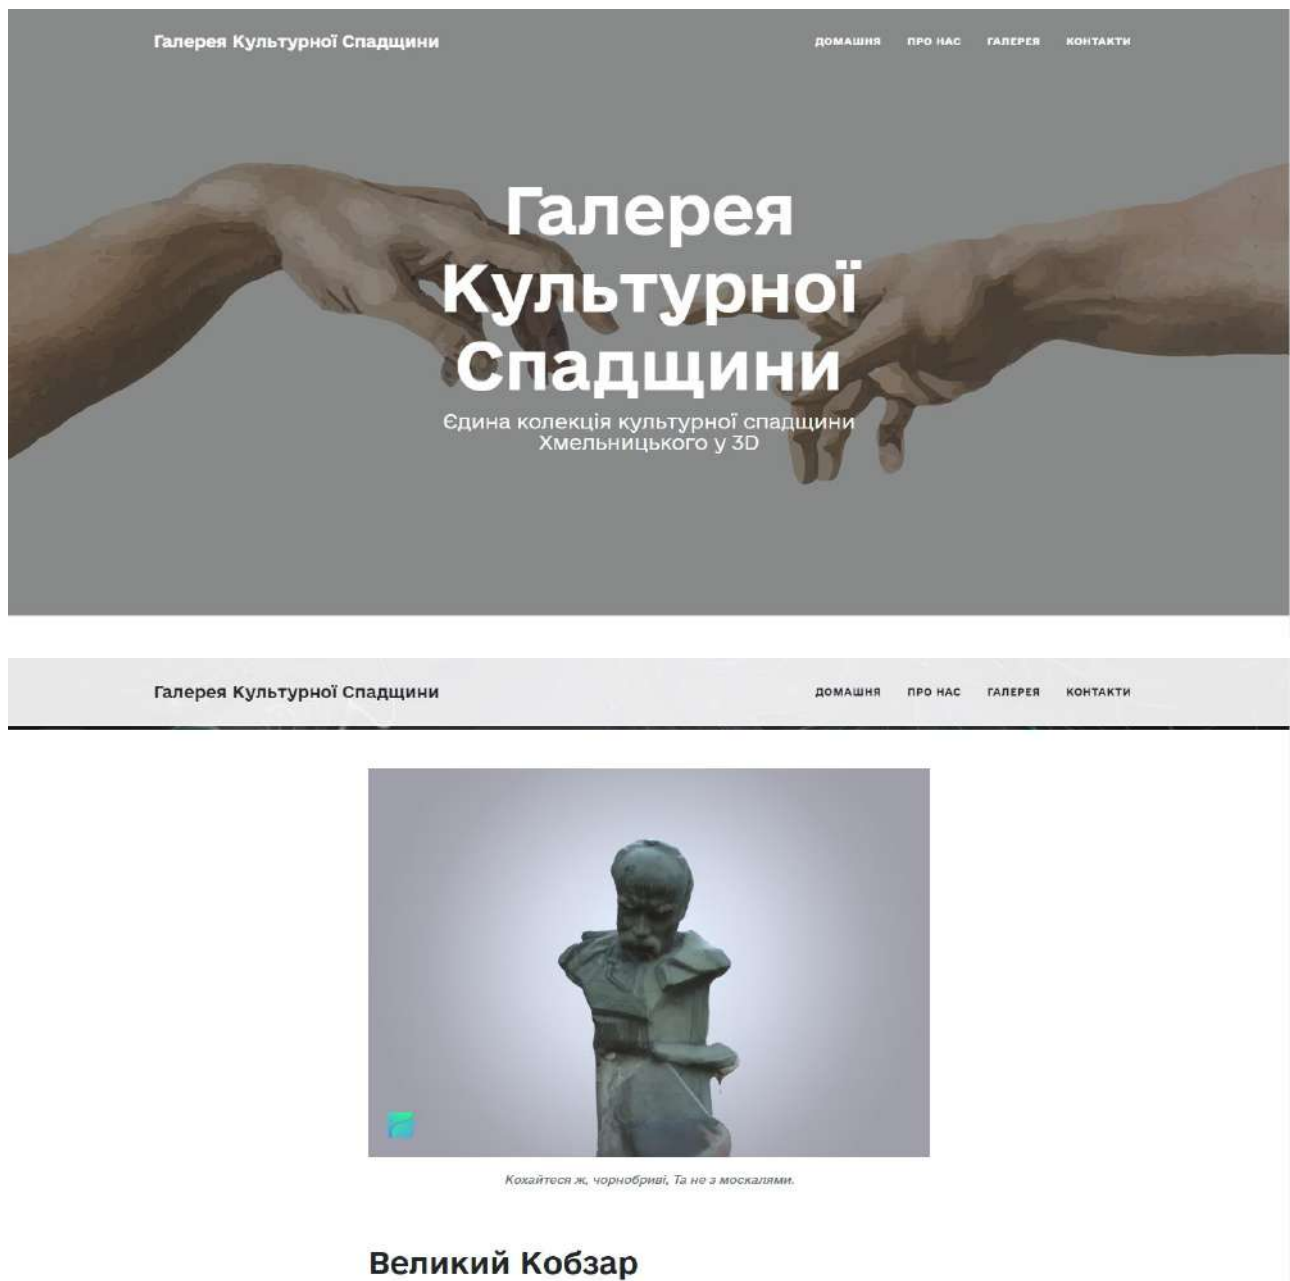 Галерея Культурної Спадщини
ДОМАШНЯ ПРО НАС ГАЛЕРЕЯ КОНТАКТИ
Галерея
Культурної
Спадщини
Єдина колекція культурної спадщини
Хмельницького у 3D
Галерея Культурної Спадщини
ДОМАШНЯ ПРО НАС ГАЛЕРЕЯ КОНТАКТИ
Кохайтеся ж, чорнобриві, Та не з москалями.
Великий Кобзар